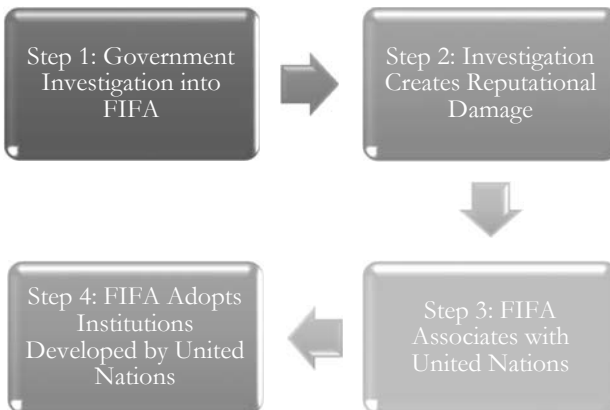 Step 1: Government
Investigation into
FIFA
Step 2: Investigation
Creates Reputational
Damage
Step 3: FIFA
Associates with
United Nations
Step 4: FIFA Adopts
Institutions
Developed by United
Nations